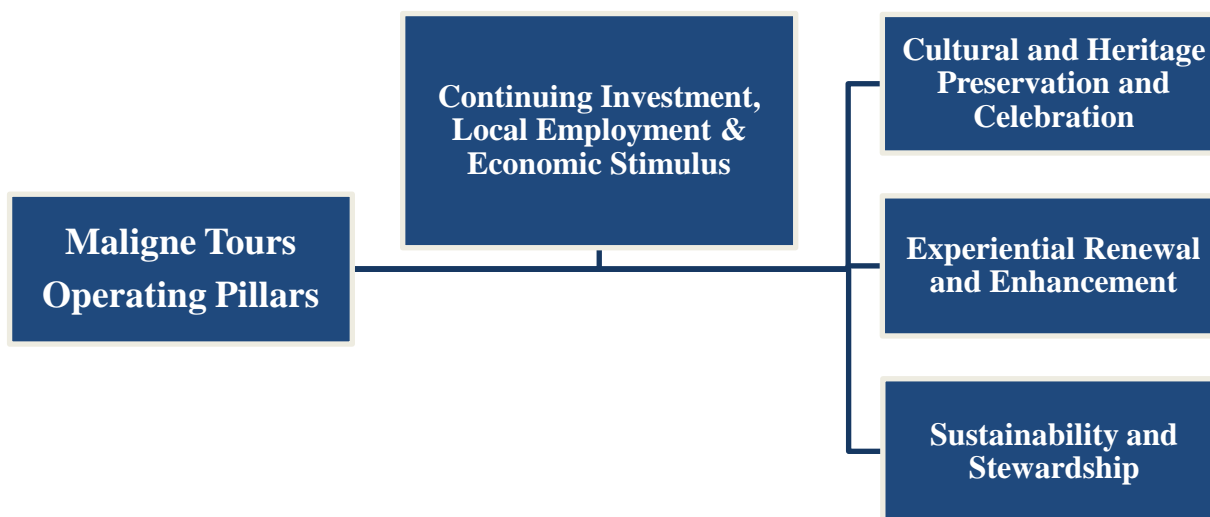 Maligne Tours
Operating Pillars
Continuing Investment,
Local Employment &
Economic Stimulus
Cultural and Heritage
Preservation and
Celebration
Experiential Renewal
and Enhancement
Sustainability and
Stewardship